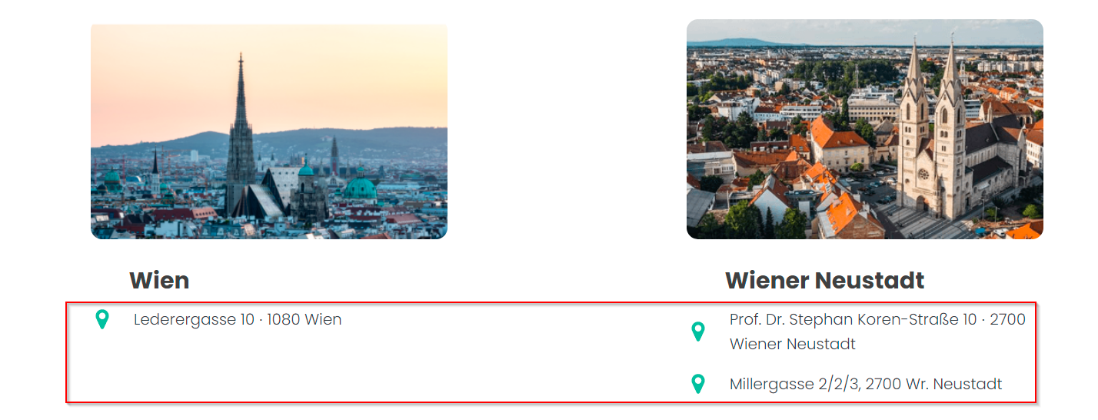 Wien
Lederergasse 10 · 1080 Wien
Wiener Neustadt
Prof. Dr. Stephan Koren-Straße 10 · 2700
Wiener Neustadt
Millergasse 2/2/3, 2700 Wr. Neustadt